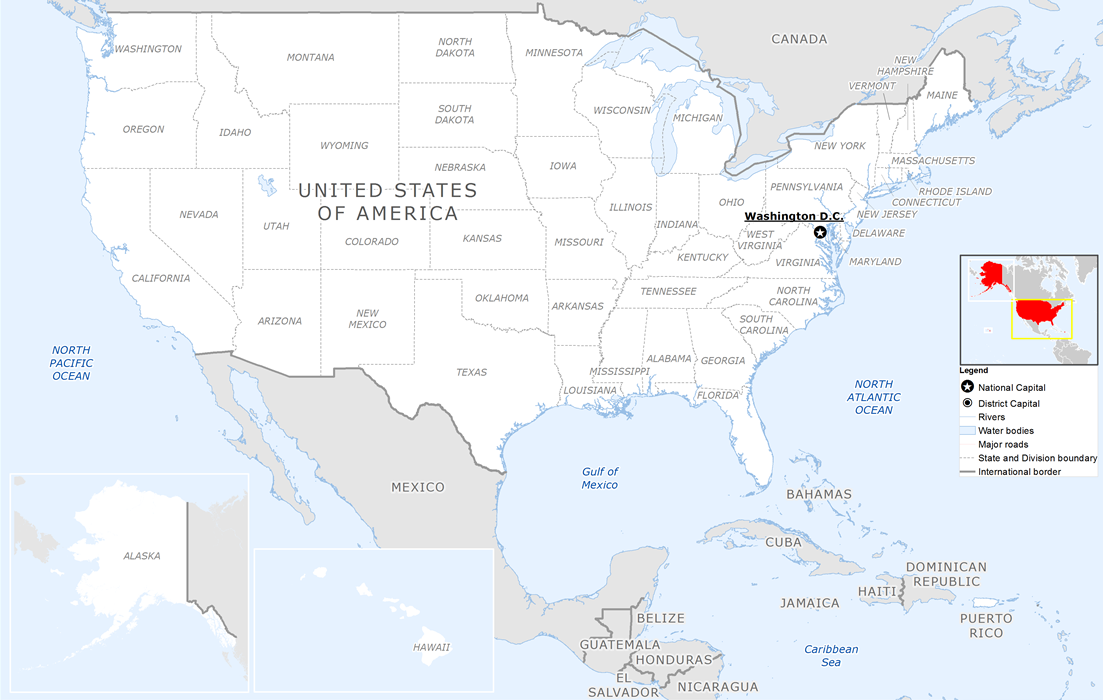 CANADA
NORTH
DAKOTA
WASHINGTON
MONTANA
MINNESOTA
NEW
HAMPSHIRE
VERMONT
MAINE
SOUTH
DAKOTA
WISCONSIN
MICHIGAN
OREGON
IDAHO
WYOMING
NEW YORK
MASSACHUSETTS
NEBRASKA
IOWA
UNITED STATES
OF AMERICA
PENNSYLVANIA
RHODE ISLAND
CONNECTICUT
OHIO
ILLINOIS
INDIANA
NEVADA
UTAH
Washington D.C.
NEW JERSEY
COLORADO
KANSAS
MISSOURI
WEST
VIRGINIA
DELAWARE
KENTUCKY
VIRGINIA
MARYLAND
CALIFORNIA
TENNESSEE
NORTH
CAROLINA
OKLAHOMA
ARKANSAS
ARIZONA
NEW
MEXICO
SOUTH
CAROLINA
NORTH
PACIFIC
OCEAN
TEXAS
MISSISSIPPI
ALABAMA
GEORGIA
LOUISIANA
FLORIDA
NORTH
ATLANTIC
OCEAN
Legend
National Capital
District Capital
Rivers
Water bodies
Major roads
State and Division boundary
International border
Gulf of
Mexico
MEXICO
BAHAMAS
CUBA
ALASKA
DOMINICAN
REPUBLIC
HAITI
JAMAICA
PUERTO
RICO
BELIZE
HAWAII
GUATEMALA
HONDURAS
Caribbean
Sea
EL
SALVADOR
NICARAGUA